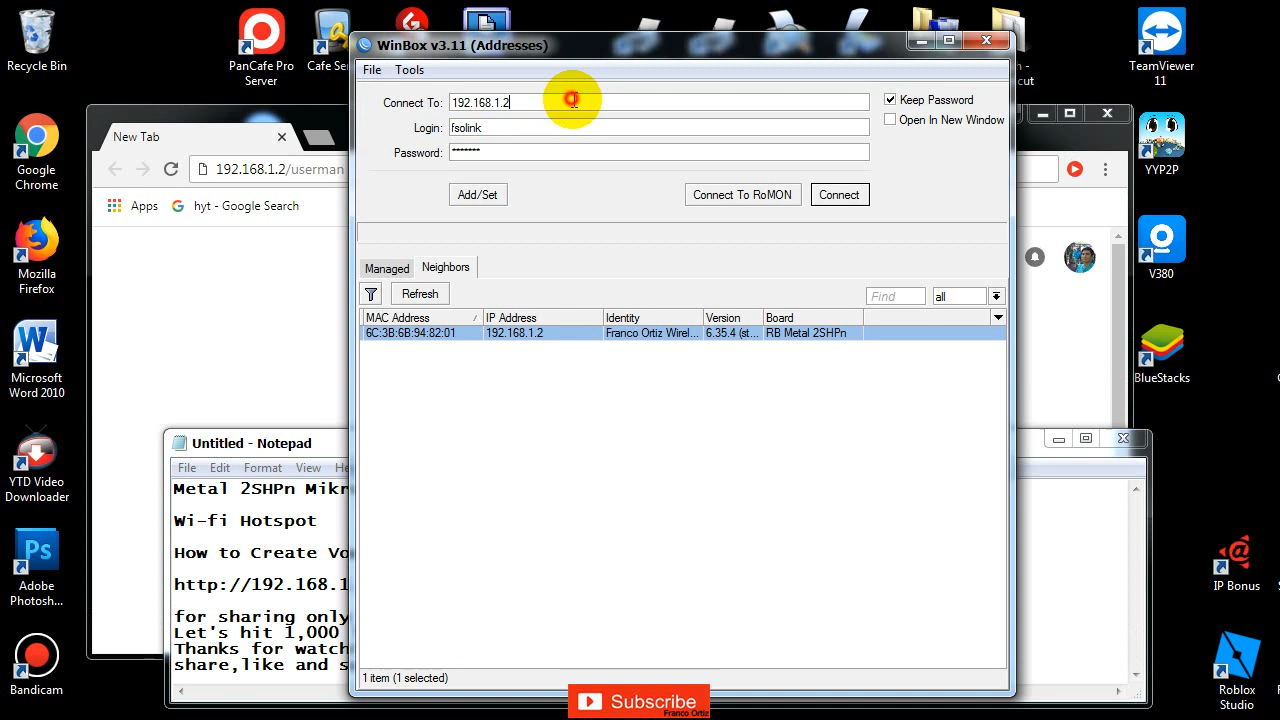 Recycle Bin
PanCafe Pro
Server
Cafe Ser
TeamViewer
11
WinBox v3.11 (Addresses)
File Tools
Connect To: 192.168.1.2
Keep Password
Login: fsolink
Open In New Window
Password: *******
Add/Set
Connect To RoMON
Connect
Managed
Neighbors
Refresh
Find
all
MAC Address
IP Address
Identity
Version
Board
6C:3B:6B:94:82:01
192.168.1.2
Franco Ortiz Wirel...
6.35.4 (st...
RB Metal 2SHPn
1 item (1 selected)
New Tab
192.168.1.2/userman
Apps
hyt - Google Search
Google
Chrome
Mozilla
Firefox
Microsoft
Word 2010
YTD Video
Downloader
Adobe
Photosh...
Bandicam
Untitled - Notepad
File Edit Format View He
Metal 2SHPn Mikr
Wi-fi Hotspot
How to Create Vo
http://192.168.1
for sharing only
Let's hit 1,000
Thanks for watch
share,like and s
YYP2P
V380
BlueStacks
IP Bonus
Roblox
Studio
Subscribe
Franco Ortiz